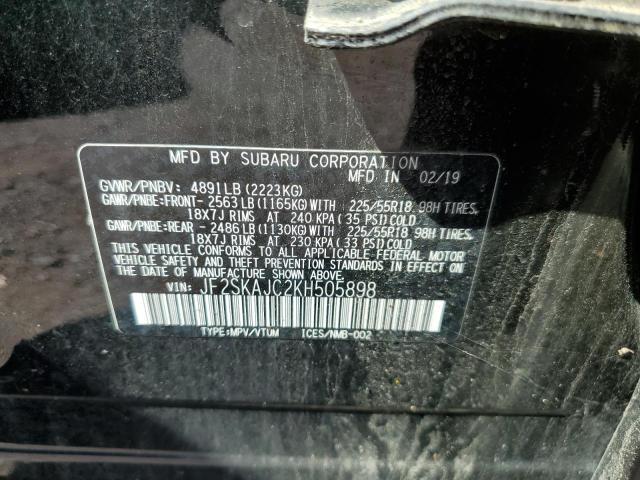 MFD BY SUBARU CORPORATION
MFD IN 02/19
GVWR/PNBV: 4891LB (2223KG)
GAWR/PNBE:FRONT- 2563LB (1165KG) WITH 225/55R18 98H TIRES,
18X7J RIMS AT 240 KPA (35 PSI) COLD
GAWR/PNBE:REAR - 2486LB (1130KG) WITH 225/55R18 98H TIRES,
18X7J RIMS AT 230 KPA (33 PSI) COLD
THIS VEHICLE CONFORMS TO ALL APPLICABLE FEDERAL MOTOR
VEHICLE SAFETY AND THEFT PREVENTION STANDARDS IN EFFECT
ON THE DATE OF MANUFACTURE SHOWN ABOVE.
VIN: JF2SKAJC2KH505898
TYPE:MPV/VTUM ICES/NMB-002